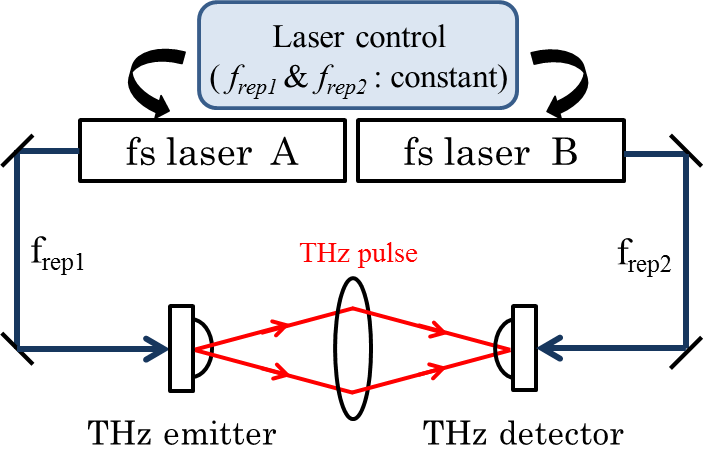 Laser control
( frep1 & frep2 : constant)
fs laser A
fs laser B
frep1
THz pulse
frep2
THz emitter
THz detector